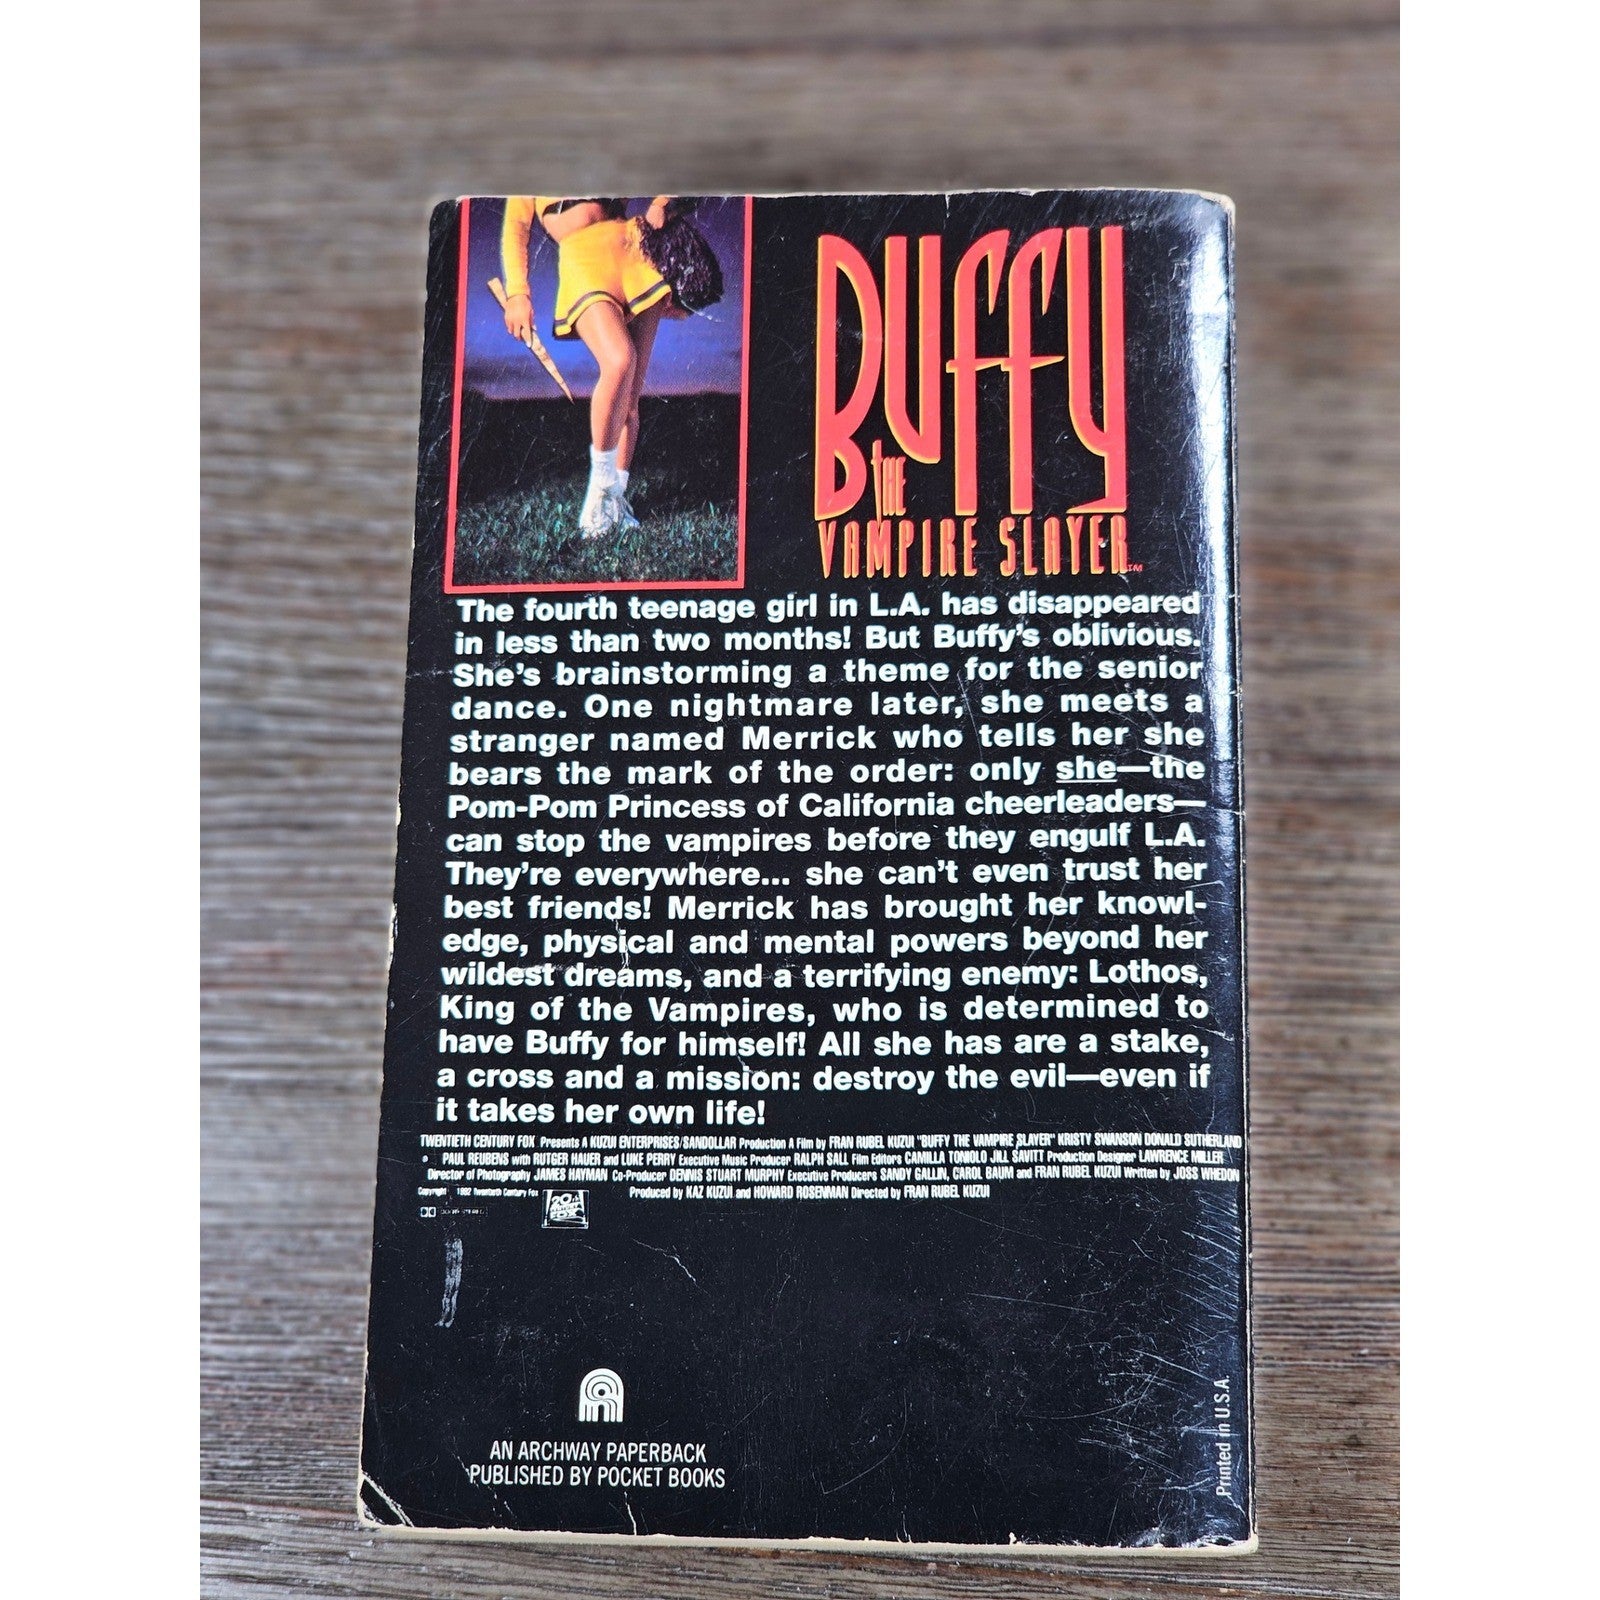 BUFFY
THE
VAMPIRE SLAYER™
The fourth teenage girl in L.A. has disappeared
in less than two months! But Buffy's oblivious.
She's brainstorming a theme for the senior
dance. One nightmare later, she meets a
stranger named Merrick who tells her she
bears the mark of the order: only she—the
Pom-Pom Princess of California cheerleaders—
can stop the vampires before they engulf L.A.
They're everywhere... she can't even trust her
best friends! Merrick has brought her knowl-
edge, physical and mental powers beyond her
wildest dreams, and a terrifying enemy: Lothos,
King of the Vampires, who is determined to
have Buffy for himself! All she has are a stake,
a cross and a mission: destroy the evil—even if
it takes her own life!
TWENTIETH CENTURY FOX Presents A KUZUI ENTERPRISES/SANDOLLAR Production A Film by FRAN RUBEL KUZUI "BUFFY THE VAMPIRE SLAYER" KRISTY SWANSON DONALD SUTHERLAND
PAUL REUBENS with RUTGER HAUER and LUKE PERRY Executive Music Producer RALPH SALL Film Editors CAMILLA TONIOLO JILL SAVITT Production Designer LAWRENCE MILLER
Director of Photography JAMES HAYMAN Co-Producer DENNIS STUART MURPHY Executive Producers SANDY GALLIN, CAROL BAUM and FRAN RUBEL KUZUI Written by JOSS WHEDON
Produced by KAZ KUZUI and HOWARD ROSENMAN Directed by FRAN RUBEL KUZUI
Copyright 1992 Twentieth Century Fox
20th CENTURY FOX
AN ARCHWAY PAPERBACK
PUBLISHED BY POCKET BOOKS
Printed in U.S.A.